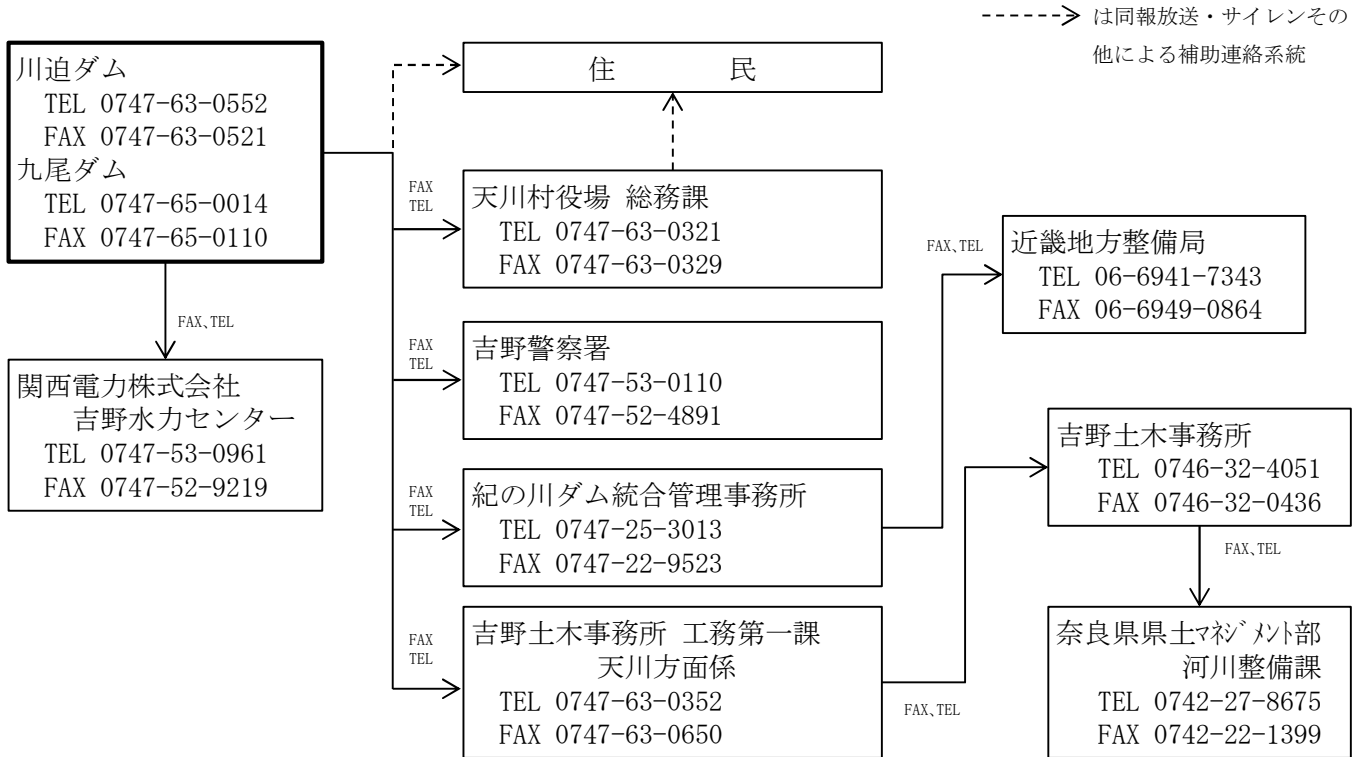 は同報放送・サイレンその
他による補助連絡系統
川迫ダム
TEL 0747-63-0552
FAX 0747-63-0521
九尾ダム
TEL 0747-65-0014
FAX 0747-65-0110
FAX、TEL
関西電力株式会社
吉野水力センター
TEL 0747-53-0961
FAX 0747-52-9219
住 民
FAX
TEL
天川村役場 総務課
TEL 0747-63-0321
FAX 0747-63-0329
FAX
TEL
吉野警察署
TEL 0747-53-0110
FAX 0747-52-4891
FAX
TEL
紀の川ダム統合管理事務所
TEL 0747-25-3013
FAX 0747-22-9523
FAX
TEL
吉野土木事務所 工務第一課
天川方面係
TEL 0747-63-0352
FAX 0747-63-0650
FAX、TEL
近畿地方整備局
TEL 06-6941-7343
FAX 06-6949-0864
FAX、TEL
吉野土木事務所
TEL 0746-32-4051
FAX 0746-32-0436
FAX、TEL
奈良県県土ﾏﾈｼﾞﾒﾝﾄ部
河川整備課
TEL 0742-27-8675
FAX 0742-22-1399